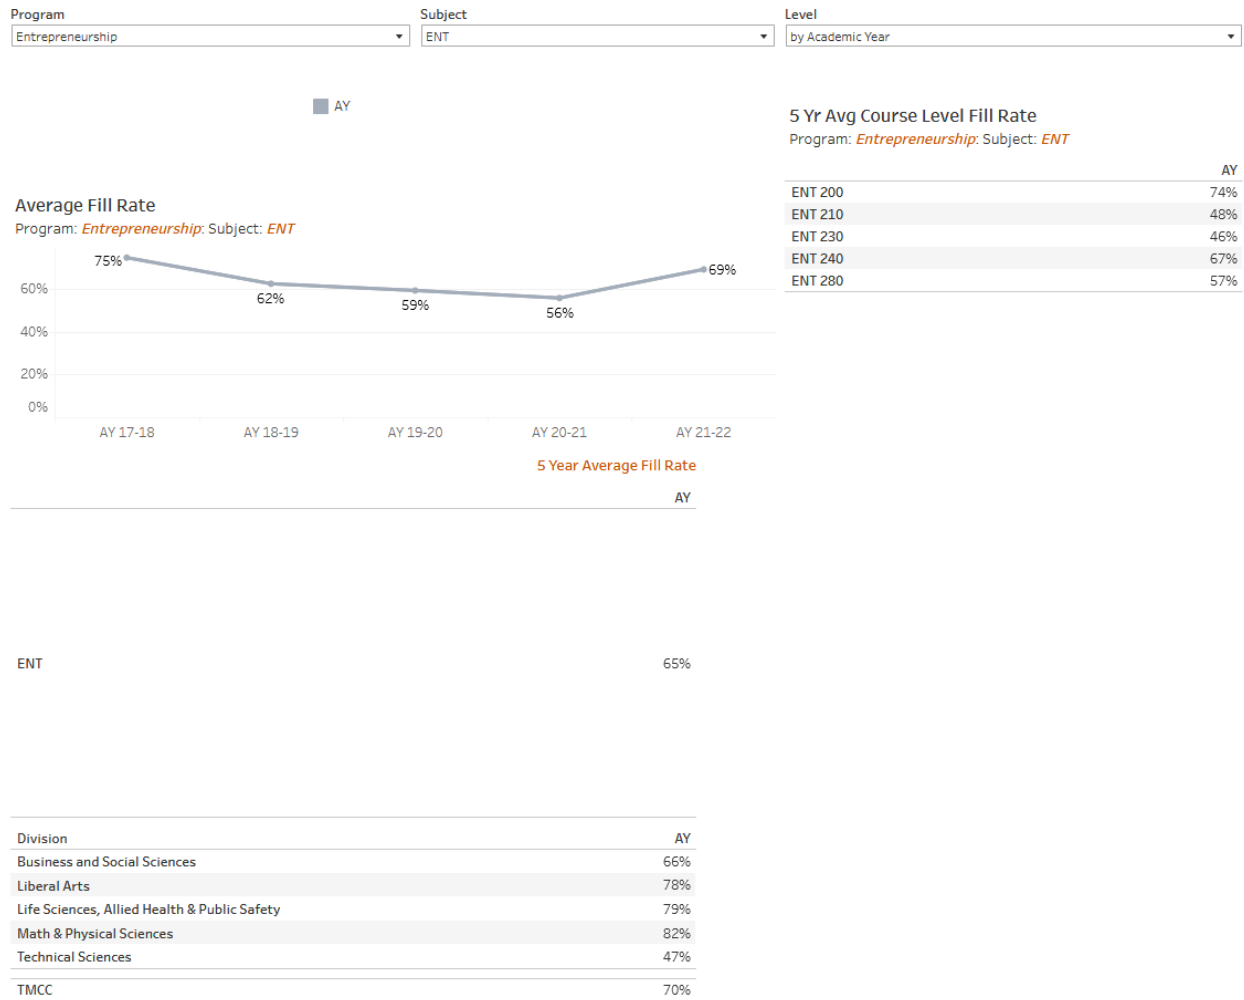 Program
Entrepreneurship
Subject
ENT
Level
by Academic Year
AY
Average Fill Rate
Program: Entrepreneurship: Subject: ENT
75%
62%
59%
56%
69%
60%
40%
20%
0%
AY 17-18 AY 18-19 AY 19-20 AY 20-21 AY 21-22
5 Yr Avg Course Level Fill Rate
Program: Entrepreneurship: Subject: ENT
AY
ENT 200 74%
ENT 210 48%
ENT 230 46%
ENT 240 67%
ENT 280 57%
5 Year Average Fill Rate
AY
ENT 65%
Division AY
Business and Social Sciences 66%
Liberal Arts 78%
Life Sciences, Allied Health & Public Safety 79%
Math & Physical Sciences 82%
Technical Sciences 47%
TMCC 70%